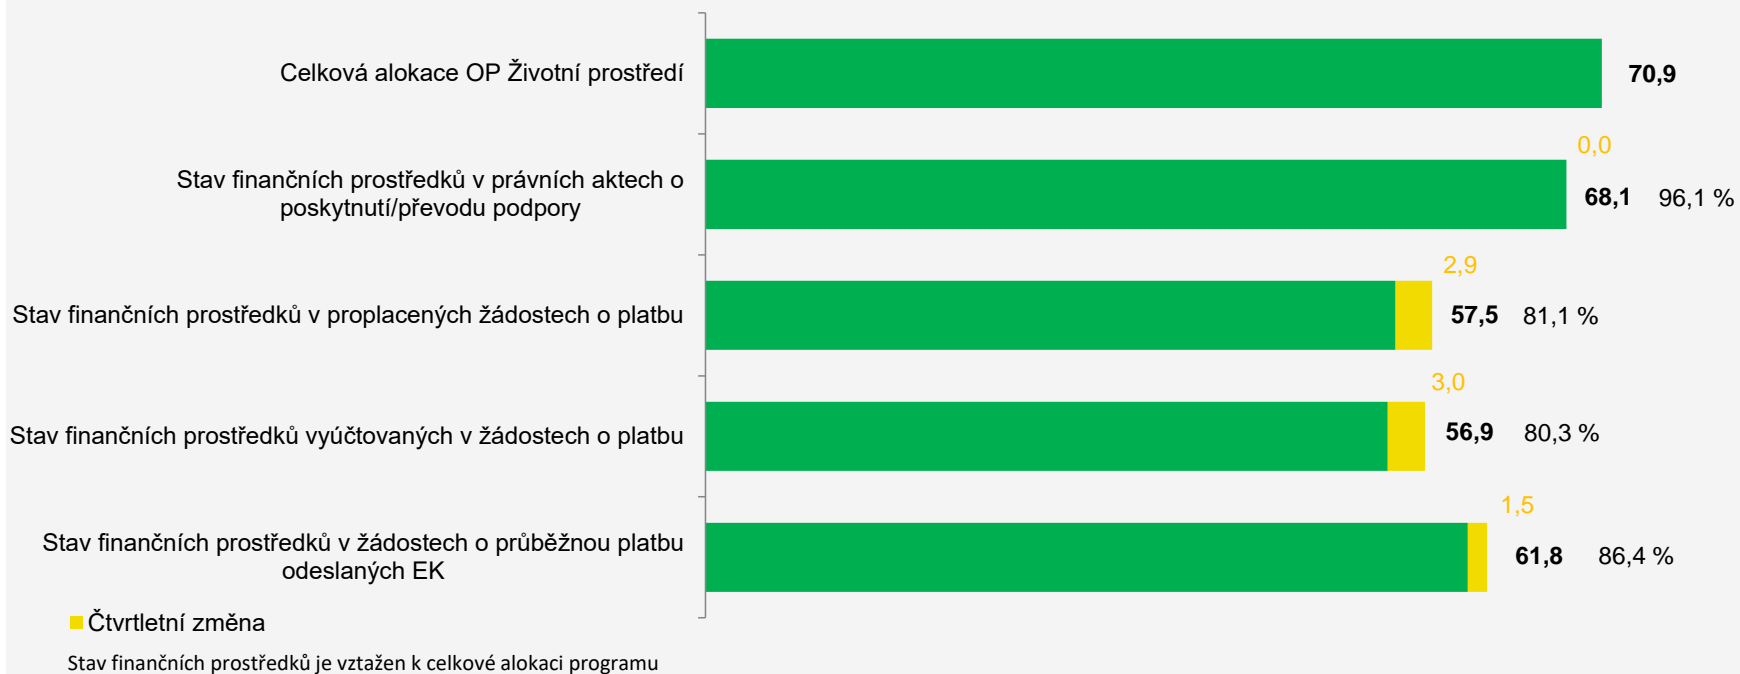 Celková alokace OP Životní prostředí
70,9
0,0
Stav finančních prostředků v právních aktech o
poskytnutí/převodu podpory
68,1 96,1 %
2,9
Stav finančních prostředků v proplacených žádostech o platbu
57,5 81,1 %
3,0
Stav finančních prostředků vyúčtovaných v žádostech o platbu
56,9 80,3 %
1,5
Stav finančních prostředků v žádostech o průběžnou platbu
odeslaných EK
61,8 86,4 %
Čtvrtletní změna
Stav finančních prostředků je vztažen k celkové alokaci programu